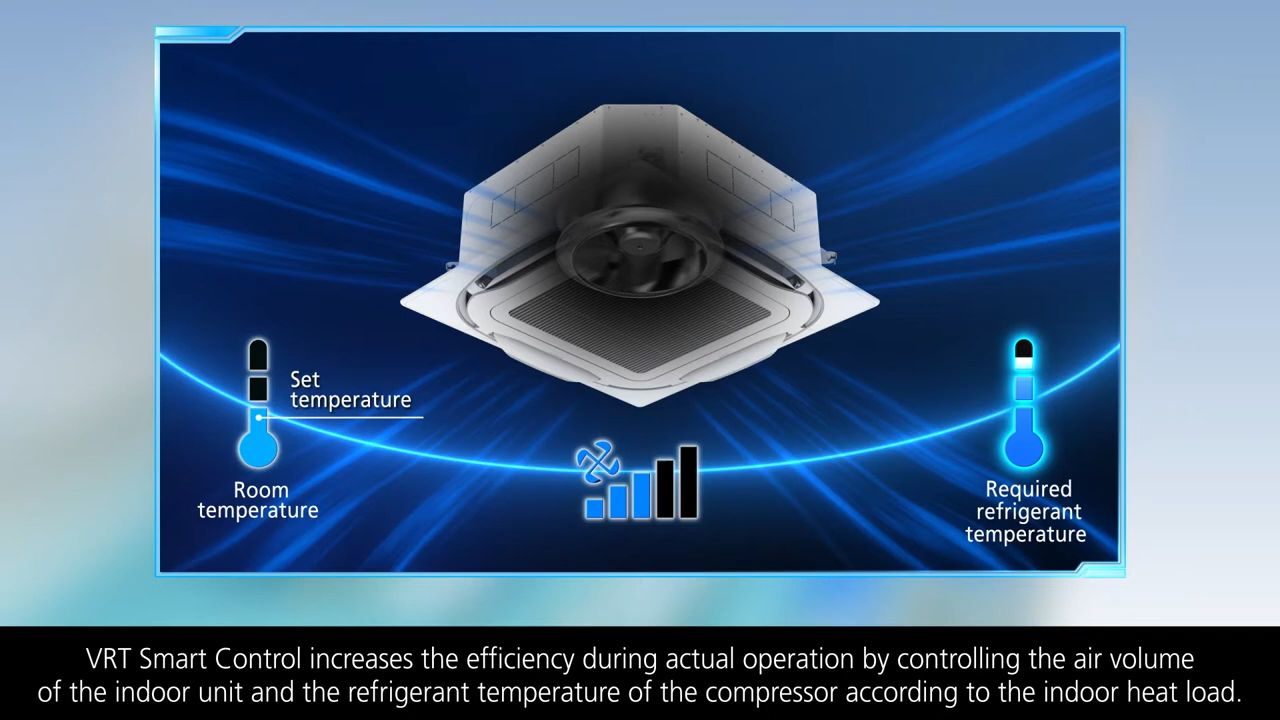 Set
temperature
Room
temperature
Required
refrigerant
temperature
VRT Smart Control increases the efficiency during actual operation by controlling the air volume
of the indoor unit and the refrigerant temperature of the compressor according to the indoor heat load.